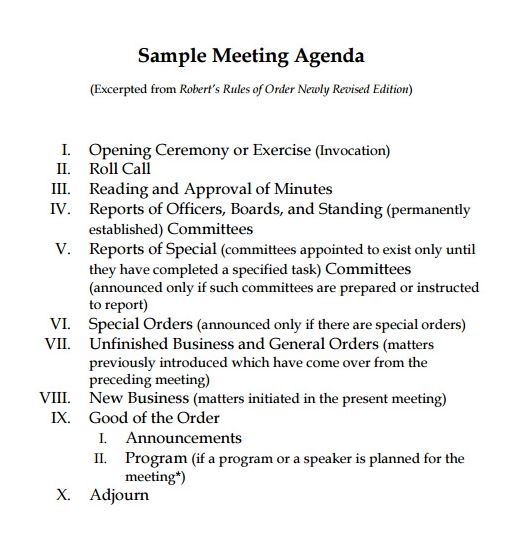 Sample Meeting Agenda
(Excerpted from Robert's Rules of Order Newly Revised Edition)
I. Opening Ceremony or Exercise (Invocation)
II. Roll Call
III. Reading and Approval of Minutes
IV. Reports of Officers, Boards, and Standing (permanently
established) Committees
V. Reports of Special (committees appointed to exist only until
they have completed a specified task) Committees
(announced only if such committees are prepared or instructed
to report)
VI. Special Orders (announced only if there are special orders)
VII. Unfinished Business and General Orders (matters
previously introduced which have come over from the
preceding meeting)
VIII. New Business (matters initiated in the present meeting)
IX. Good of the Order
I. Announcements
II. Program (if a program or a speaker is planned for the
meeting*)
X. Adjourn